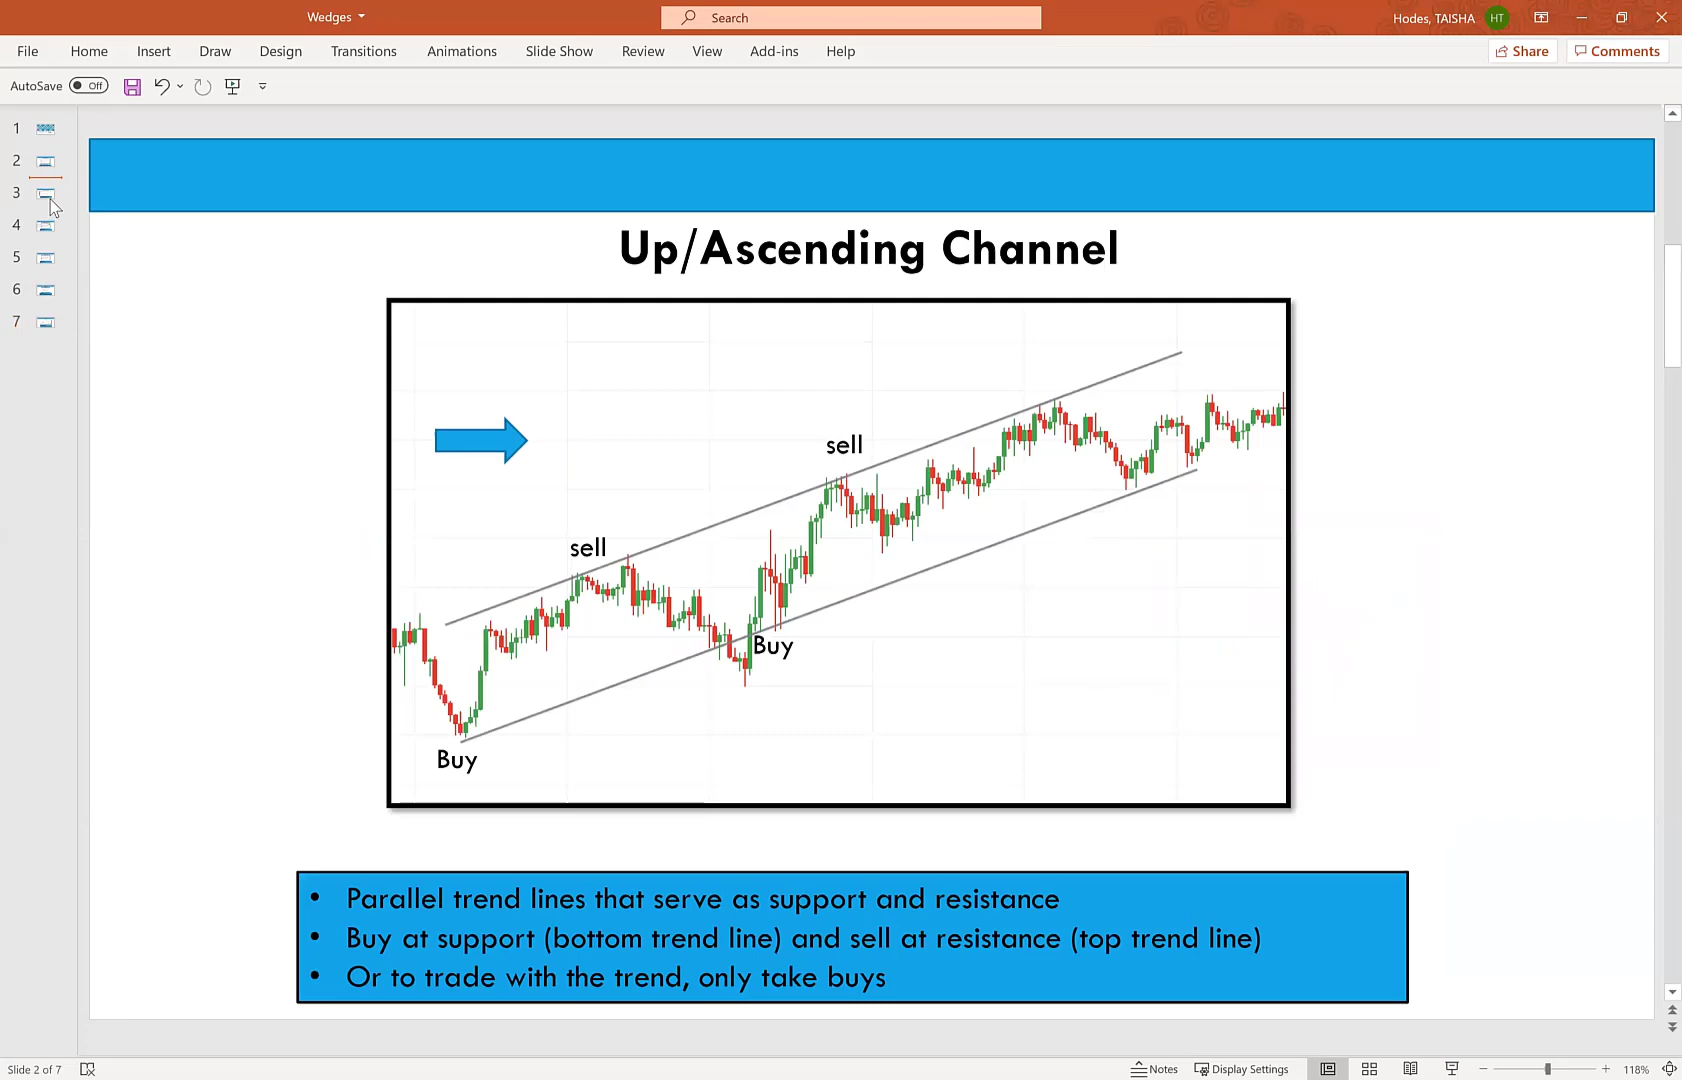 Wedges
Search
Hodes, TAISHA
HT
File
Home
Insert
Draw
Design
Transitions
Animations
Slide Show
Review
View
Add-ins
Help
Share
Comments
AutoSave
Off
1
2
3
4
5
6
7
Up/Ascending Channel
sell
sell
Buy
Buy
• Parallel trend lines that serve as support and resistance
• Buy at support (bottom trend line) and sell at resistance (top trend line)
• Or to trade with the trend, only take buys
Slide 2 of 7
Notes
Display Settings
118%